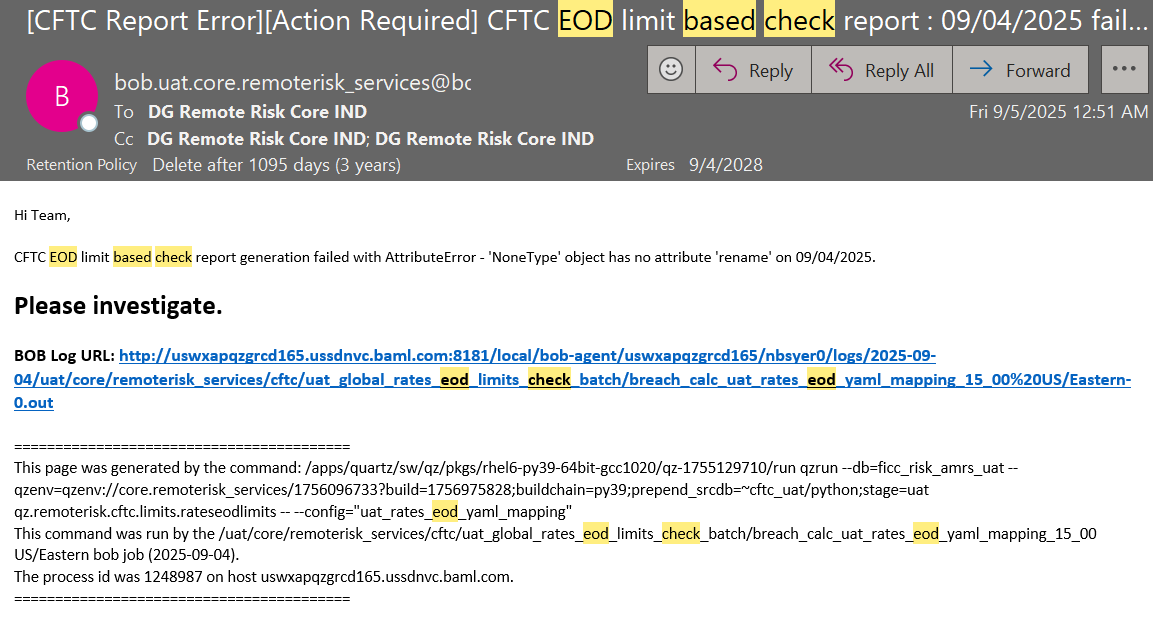 [CFTC Report Error][Action Required] CFTC EOD limit based check report : 09/04/2025 fail...
B
bob.uat.core.remoterisk_services@bc
Reply
Reply All
Forward
...
To DG Remote Risk Core IND
Fri 9/5/2025 12:51 AM
Cc DG Remote Risk Core IND; DG Remote Risk Core IND
Retention Policy Delete after 1095 days (3 years)
Expires 9/4/2028
Hi Team,
CFTC EOD limit based check report generation failed with AttributeError - 'NoneType' object has no attribute 'rename' on 09/04/2025.
Please investigate.
BOB Log URL: http://uswxapqzgrcd165.ussdnvc.baml.com:8181/local/bob-agent/uswxapqzgrcd165/nbsyer0/logs/2025-09-
04/uat/core/remoterisk_services/cftc/uat_global_rates_eod_limits_check_batch/breach_calc_uat_rates_eod_yaml_mapping_15_00%20US/Eastern-
0.out
=========================================
This page was generated by the command: /apps/quartz/sw/qz/pkgs/rhel6-py39-64bit-gcc1020/qz-1755129710/run qzrun --db=ficc_risk_amrs_uat --
qzenv=qzenv://core.remoterisk_services/1756096733?build=1756975828;buildchain=py39;prepend_srcdb=~cftc_uat/python;stage=uat
qz.remoterisk.cftc.limits.rateseodlimits -- --config="uat_rates_eod_yaml_mapping"
This command was run by the /uat/core/remoterisk_services/cftc/uat_global_rates_eod_limits_check_batch/breach_calc_uat_rates_eod_yaml_mapping_15_00
US/Eastern bob job (2025-09-04).
The process id was 1248987 on host uswxapqzgrcd165.ussdnvc.baml.com.
=========================================